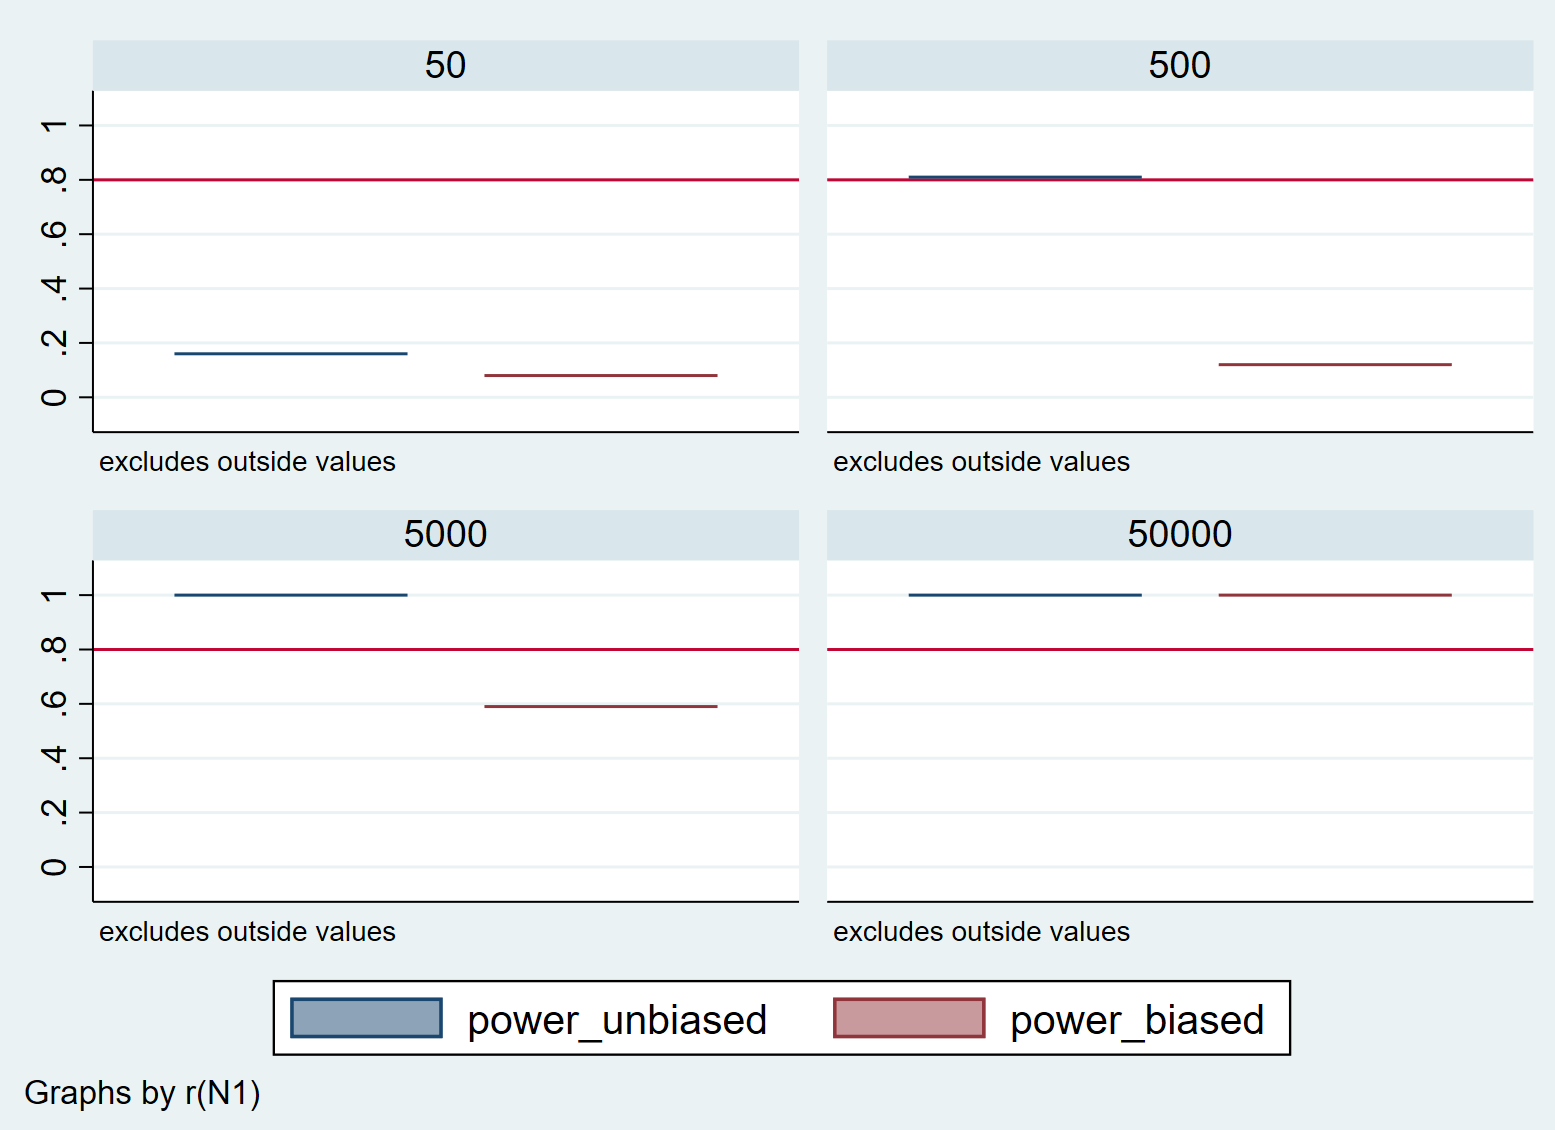 50
500
1
.8
.6
.4
.2
0
excludes outside values
excludes outside values
5000
50000
1
.8
.6
.4
.2
0
excludes outside values
excludes outside values
power_unbiased
power_biased
Graphs by r(N1)